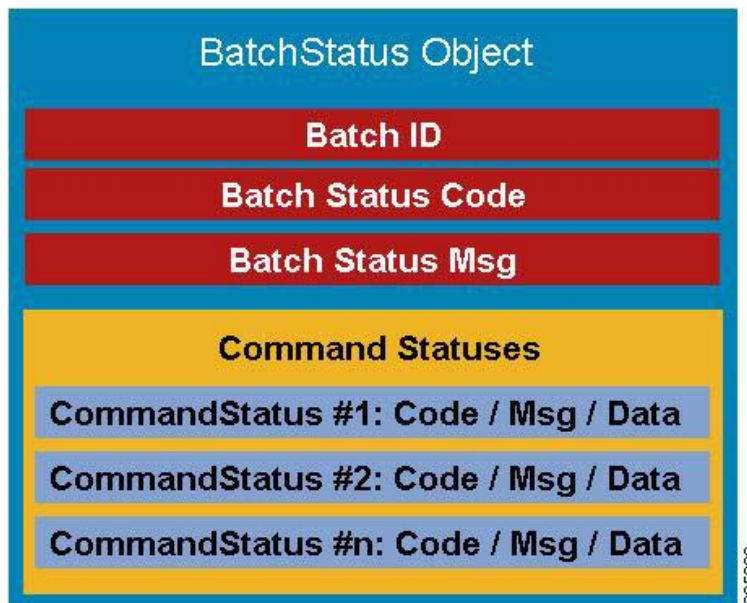 BatchStatus Object
Batch ID
Batch Status Code
Batch Status Msg
Command Statuses
CommandStatus #1: Code / Msg / Data
CommandStatus #2: Code / Msg / Data
CommandStatus #n: Code / Msg / Data